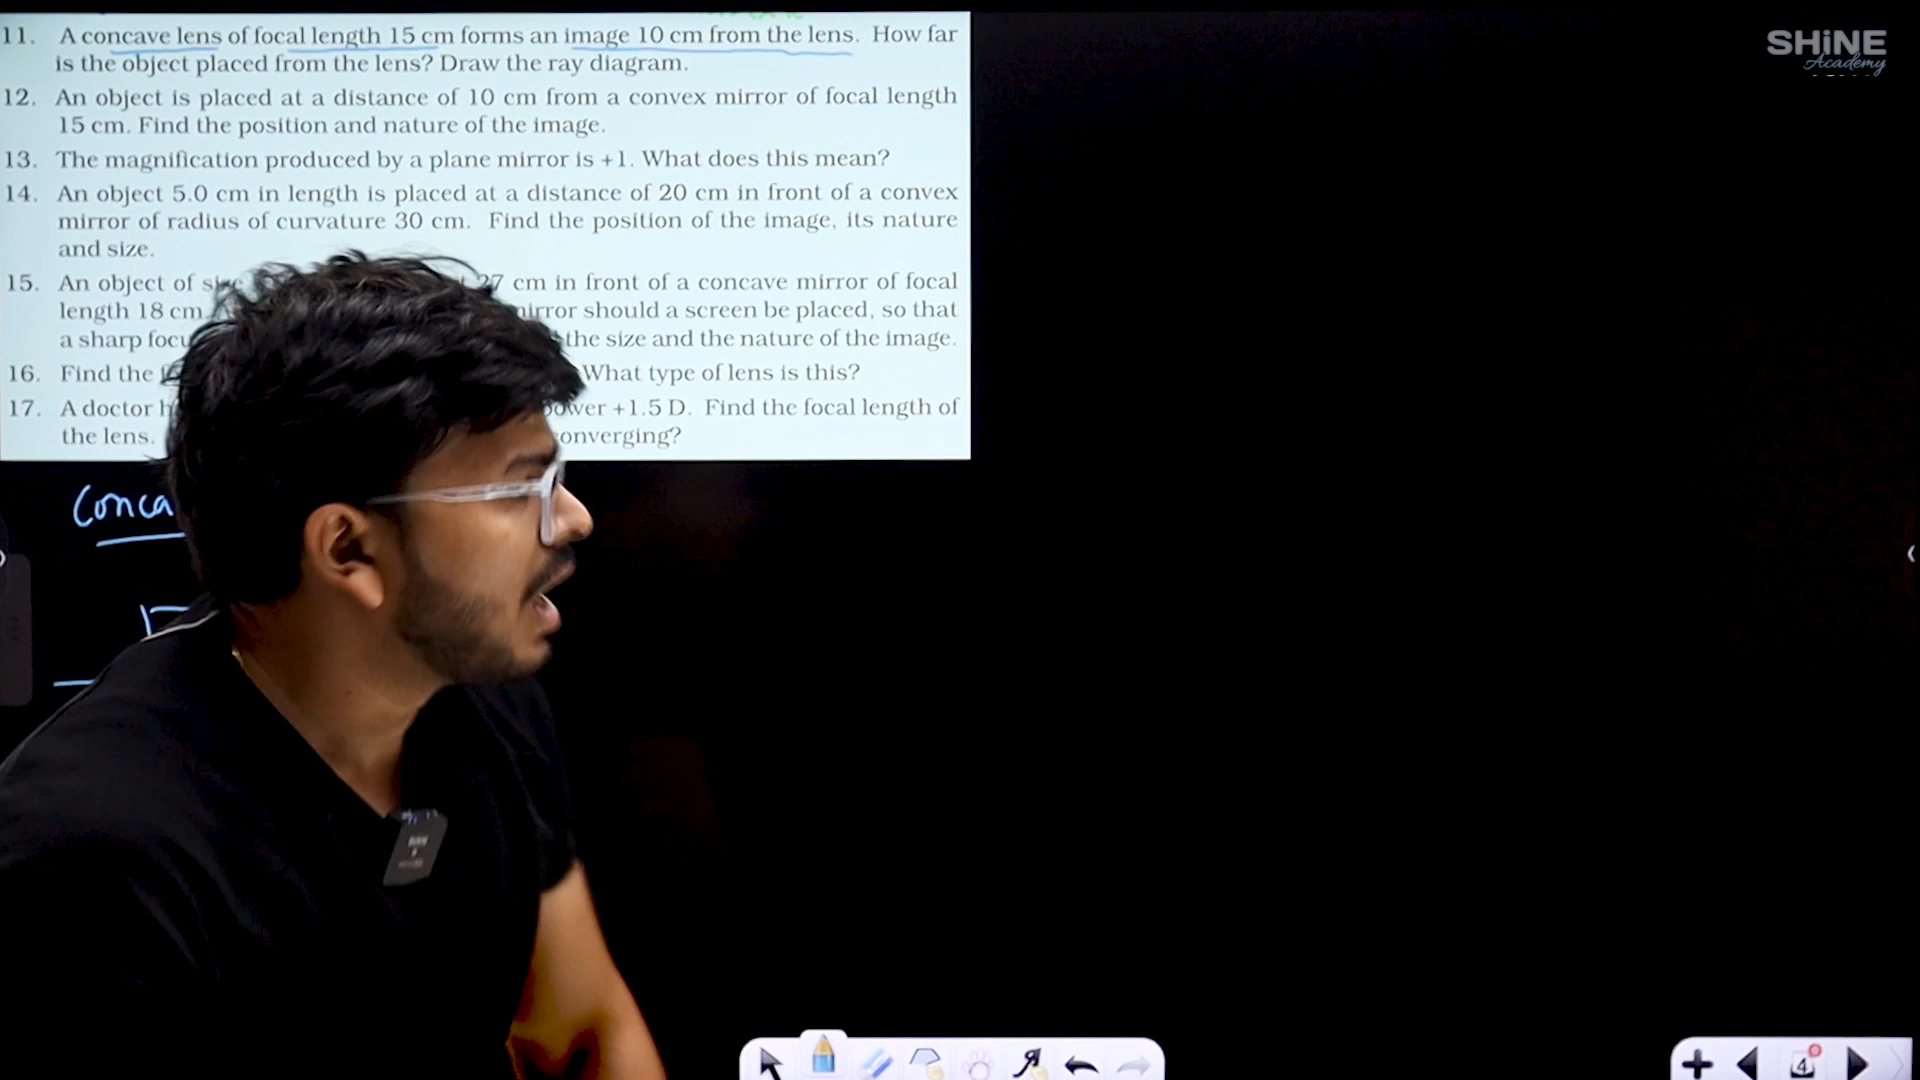 11. A concave lens of focal length 15 cm forms an image 10 cm from the lens. How far
is the object placed from the lens? Draw the ray diagram.
12. An object is placed at a distance of 10 cm from a convex mirror of focal length
15 cm. Find the position and nature of the image.
13. The magnification produced by a plane mirror is +1. What does this mean?
14. An object 5.0 cm in length is placed at a distance of 20 cm in front of a convex
mirror of radius of curvature 30 cm. Find the position of the image, its nature
and size.
15. An object of 27 cm in front of a concave mirror of focal
length 18 cm. mirror should a screen be placed, so that
a sharp the size and the nature of the image.
16. Find the What type of lens is this?
17. A doctor power +1.5 D. Find the focal length of
the lens. converging?
Conca
SHiNE
Academy
4